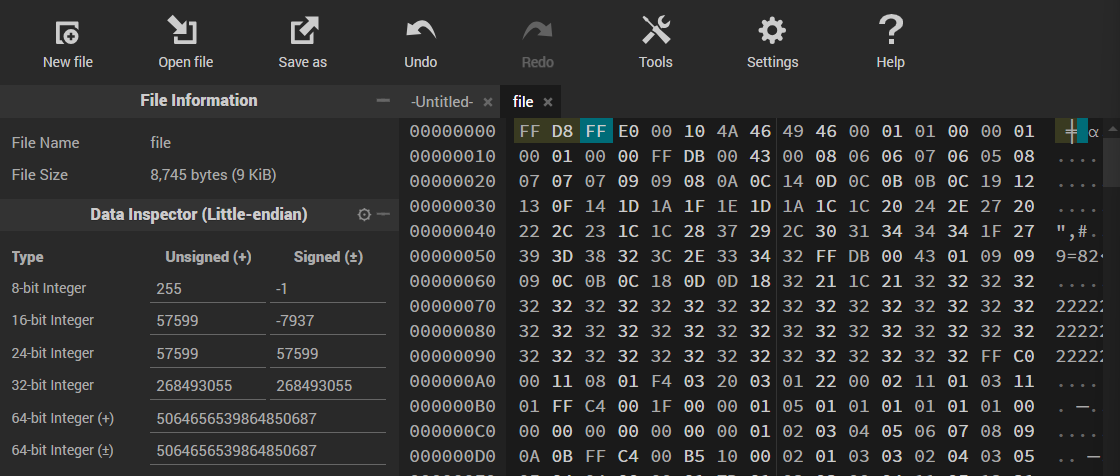 New file Open file Save as Undo Redo Tools Settings Help
File Information
File Name file
File Size 8,745 bytes (9 KiB)
Data Inspector (Little-endian)
Type Unsigned (+) Signed (±)
8-bit Integer 255 -1
16-bit Integer 57599 -7937
24-bit Integer 57599 57599
32-bit Integer 268493055 268493055
64-bit Integer (+) 5064656539864850687
64-bit Integer (±) 5064656539864850687
-Untitled- × file ×
00000000 FF D8 FF E0 00 10 4A 46 49 46 00 01 01 00 00 01
00000010 00 01 00 00 FF DB 00 43 00 08 06 06 07 06 05 08 ....
00000020 07 07 07 09 09 08 0A 0C 14 0D 0C 0B 0B 0C 19 12 ....
00000030 13 0F 14 1D 1A 1F 1E 1D 1A 1C 1C 20 24 2E 27 20 ....
00000040 22 2C 23 1C 1C 28 37 29 2C 30 31 34 34 34 1F 27 ",#.
00000050 39 3D 38 32 3C 2E 33 34 32 FF DB 00 43 01 09 09 9=82
00000060 09 0C 0B 0C 18 0D 0D 18 32 21 1C 21 32 32 32 32 ....
00000070 32 32 32 32 32 32 32 32 32 32 32 32 32 32 32 32 2222
00000080 32 32 32 32 32 32 32 32 32 32 32 32 32 32 32 32 2222
00000090 32 32 32 32 32 32 32 32 32 32 32 32 32 32 FF C0 2222
000000A0 00 11 08 01 F4 03 20 03 01 22 00 02 11 01 03 11 ....
000000B0 01 FF C4 00 1F 00 00 01 05 01 01 01 01 01 01 00 . ─.
000000C0 00 00 00 00 00 00 00 01 02 03 04 05 06 07 08 09 ....
000000D0 0A 0B FF C4 00 B5 10 00 02 01 03 03 02 04 03 05 .. ─